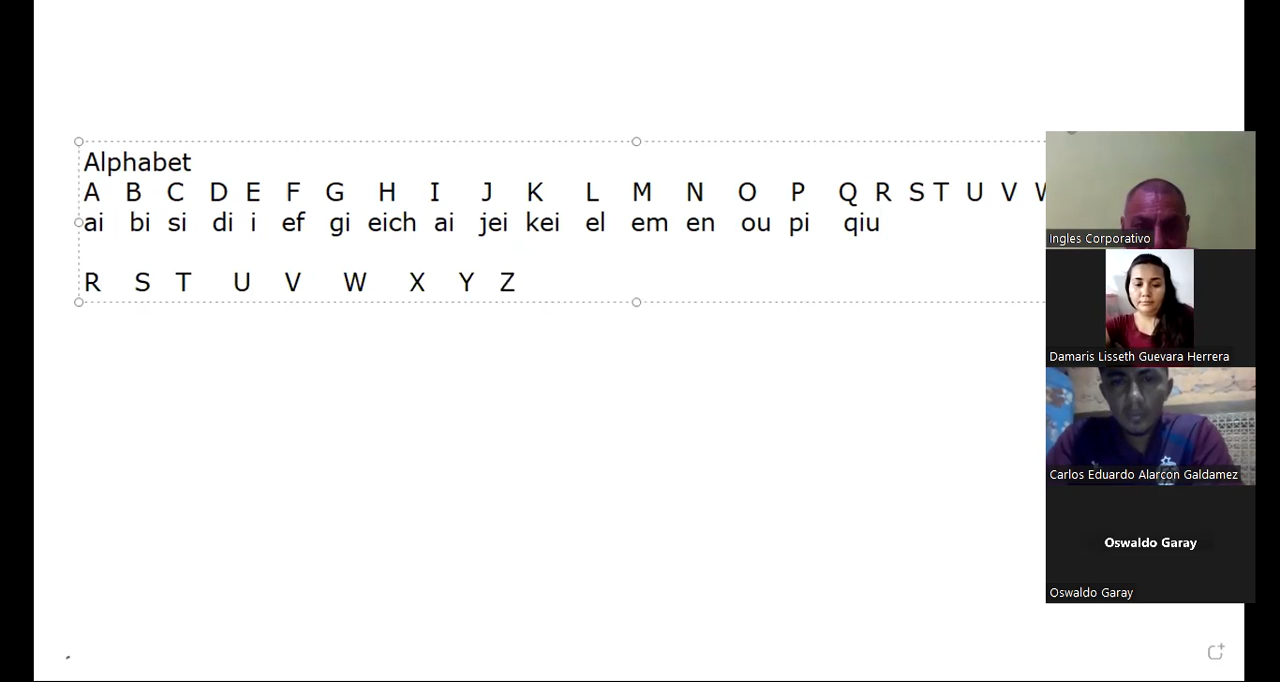 Alphabet
A B C D E F G H I J K L M N O P Q R S T U V
ai bi si di i ef gi eich ai jei kei el em en ou pi qiu
R S T U V W X Y Z
Ingles Corporativo
Damaris Lisseth Guevara Herrera
Carlos Eduardo Alarcon Galdamez
Oswaldo Garay
Oswaldo Garay